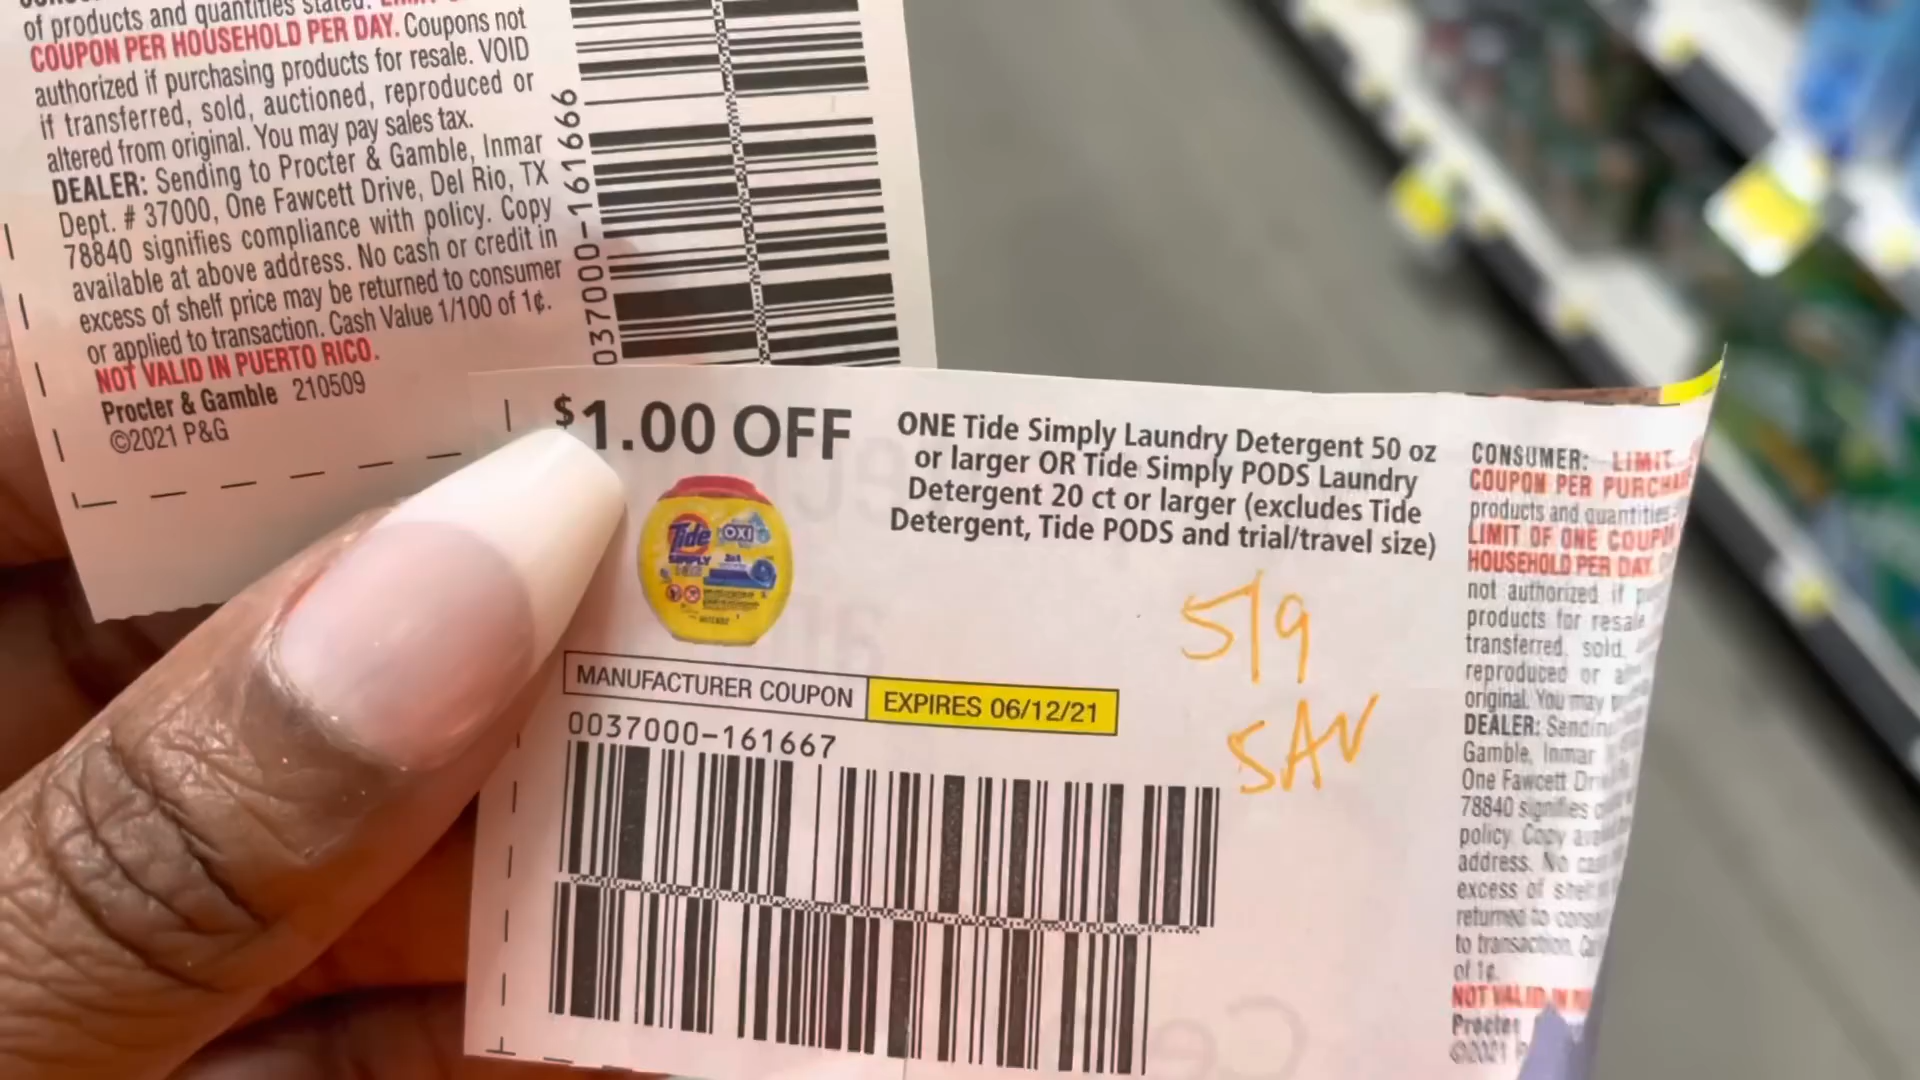 of products and quantities stated.
COUPON PER HOUSEHOLD PER DAY. Coupons not
authorized if purchasing products for resale. VOID
if transferred, sold, auctioned, reproduced or
altered from original. You may pay sales tax.
DEALER: Sending to Procter & Gamble, Inmar
Dept. # 37000, One Fawcett Drive, Del Rio, TX
78840 signifies compliance with policy. Copy
available at above address. No cash or credit in
excess of shelf price may be returned to consumer
or applied to transaction. Cash Value 1/100 of 1¢.
NOT VALID IN PUERTO RICO.
Procter & Gamble 210509
©2021 P&G
037000-161666
$1.00 OFF
ONE Tide Simply Laundry Detergent 50 oz
or larger OR Tide Simply PODS Laundry
Detergent 20 ct or larger (excludes Tide
Detergent, Tide PODS and trial/travel size)
Tide
SIMPLY
OXI
5/9
SAV
MANUFACTURER COUPON
EXPIRES 06/12/21
0037000-161667
CONSUMER: LIMIT
COUPON PER
products and quantities
LIMIT OF ONE
HOUSEHOLD PER DAY.
not authorized if
products for resale
transferred, sold,
reproduced or
original. You may
DEALER:
Gamble, Inmar
One Fawcett
78840 signifies
policy. Copy
address. No
excess of
returned to
to transaction.
of 1¢.
NOT VALID IN
Procter
©2021